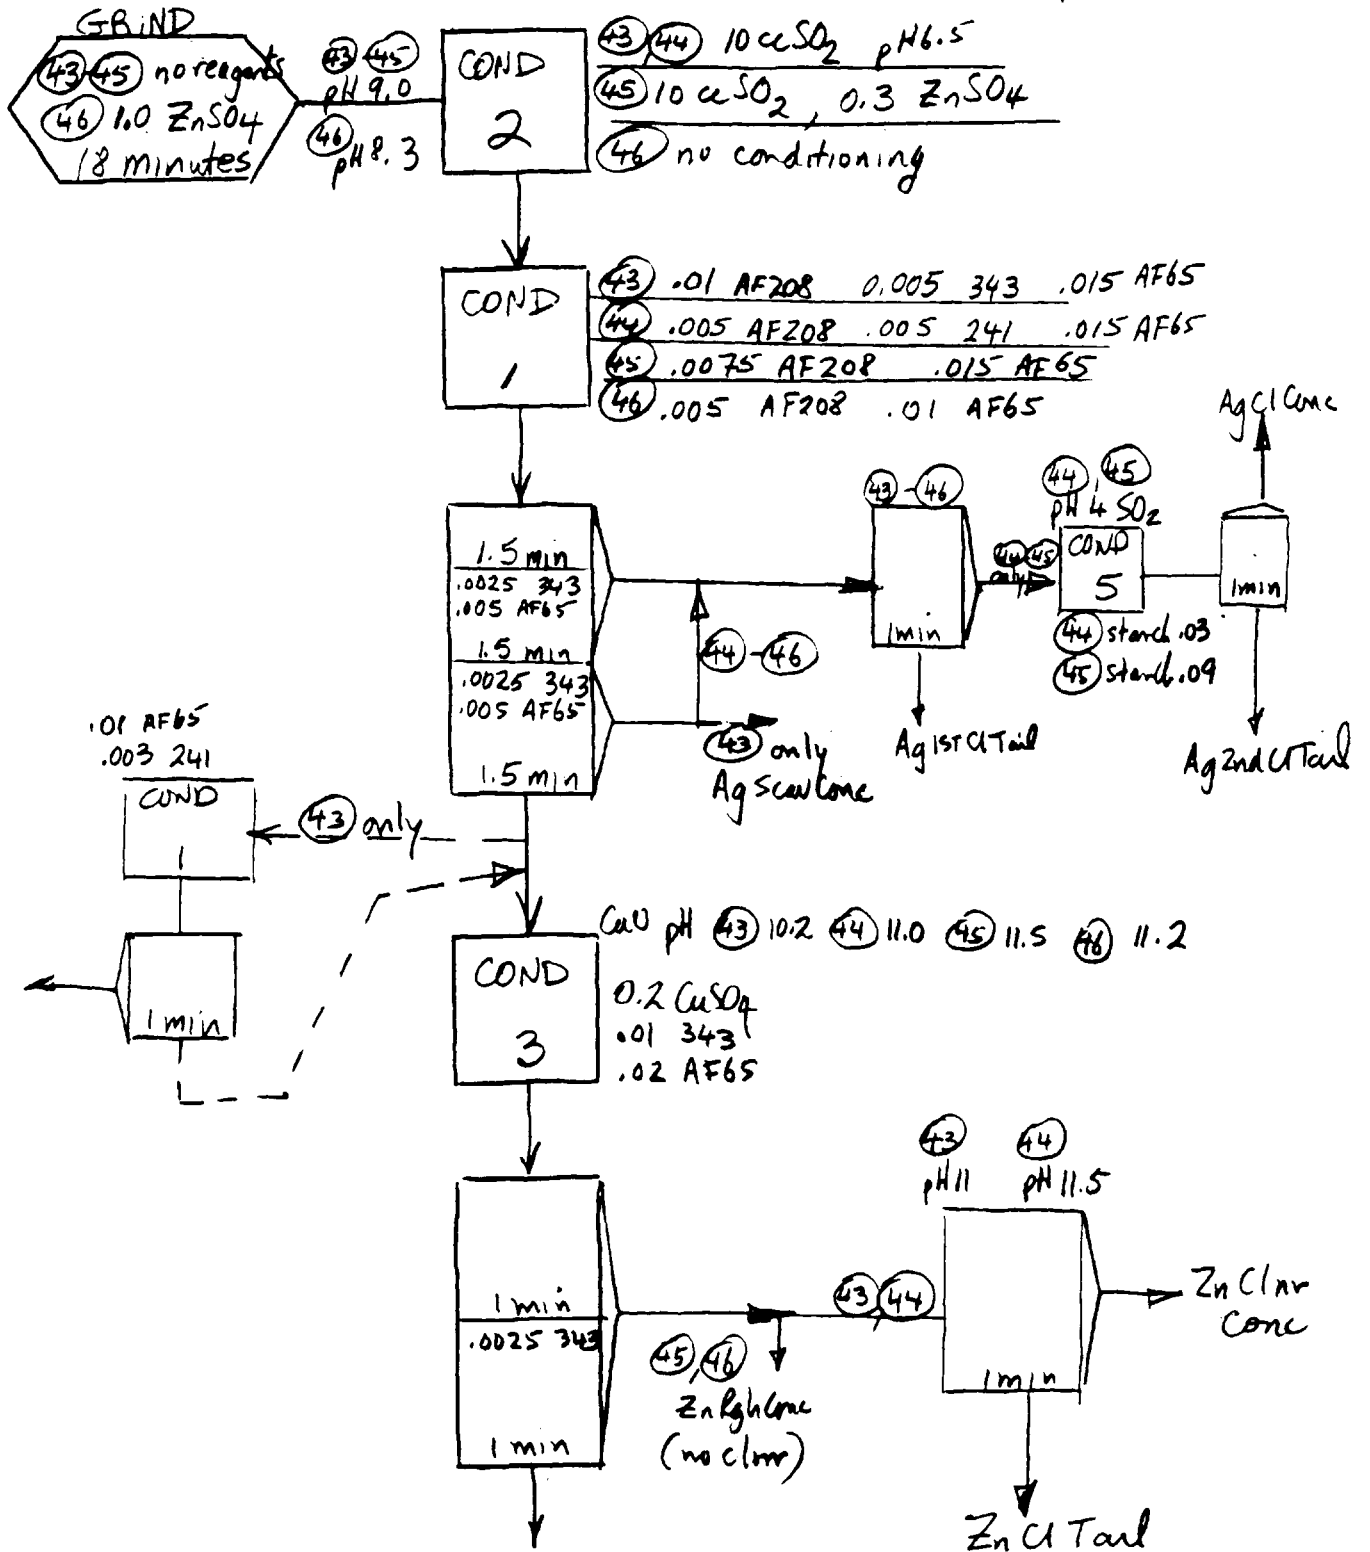 GRIND
43-45 no reagents
46 1.0 ZnSO4
18 minutes
43-45
pH 9.0
46
pH 8.3
COND
2
43, 44 10 cc SO2 pH 6.5
45 10 cc SO2, 0.3 ZnSO4
46 no conditioning
COND
1
43 .01 AF208 0.005 343 .015 AF65
44 .005 AF208 .005 241 .015 AF65
45 .0075 AF208 .015 AF65
46 .005 AF208 .01 AF65
1.5 min
.0025 343
.005 AF65
1.5 min
.0025 343
.005 AF65
1.5 min
44-46
43 only
Ag Scav Conc
43-46
1 min
Ag 1st Cl Tail
44-45
only
44, 45
pH 4 SO2
COND
5
44 starch .03
45 starch .09
Ag Cl Conc
1 min
Ag 2nd Cl Tail
.01 AF65
.003 241
COND
1
43 only
1 min
CaO pH 43 10.2 44 11.0 45 11.5 46 11.2
COND
3
0.2 CuSO4
.01 343
.02 AF65
1 min
.0025 343
1 min
45, 46
Zn Rgh Conc
(no clnr)
43, 44
43 44
pH 11 pH 11.5
1 min
Zn Clnr
Conc
Zn Cl Tail